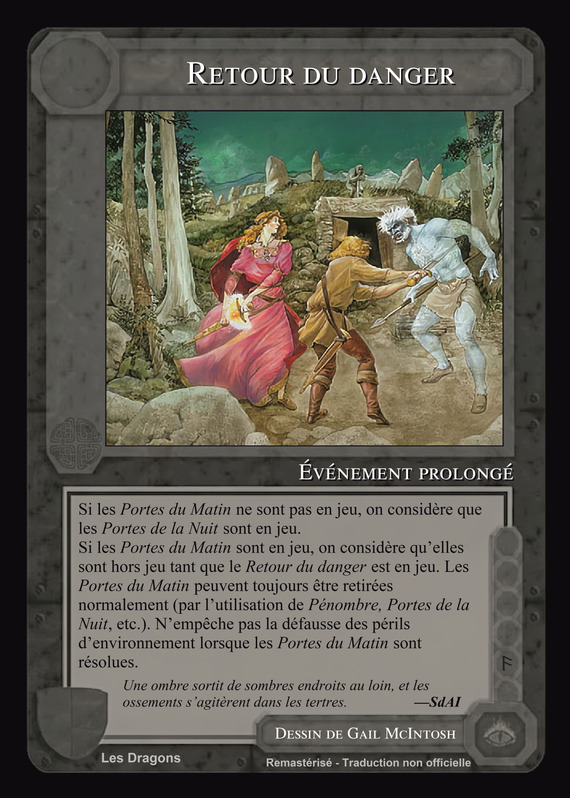 Retour du danger
Événement prolongé
Si les Portes du Matin ne sont pas en jeu, on considère que
les Portes de la Nuit sont en jeu.
Si les Portes du Matin sont en jeu, on considère qu’elles
sont hors jeu tant que le Retour du danger est en jeu. Les
Portes du Matin peuvent toujours être retirées
normalement (par l’utilisation de Pénombre, Portes de la
Nuit, etc.). N’empêche pas la défausse des périls
d’environnement lorsque les Portes du Matin sont
résolues.
Une ombre sortit de sombres endroits au loin, et les
ossements s’agitèrent dans les tertres. —SdAI
Dessin de Gail McIntosh
Les Dragons
Remastérisé - Traduction non officielle